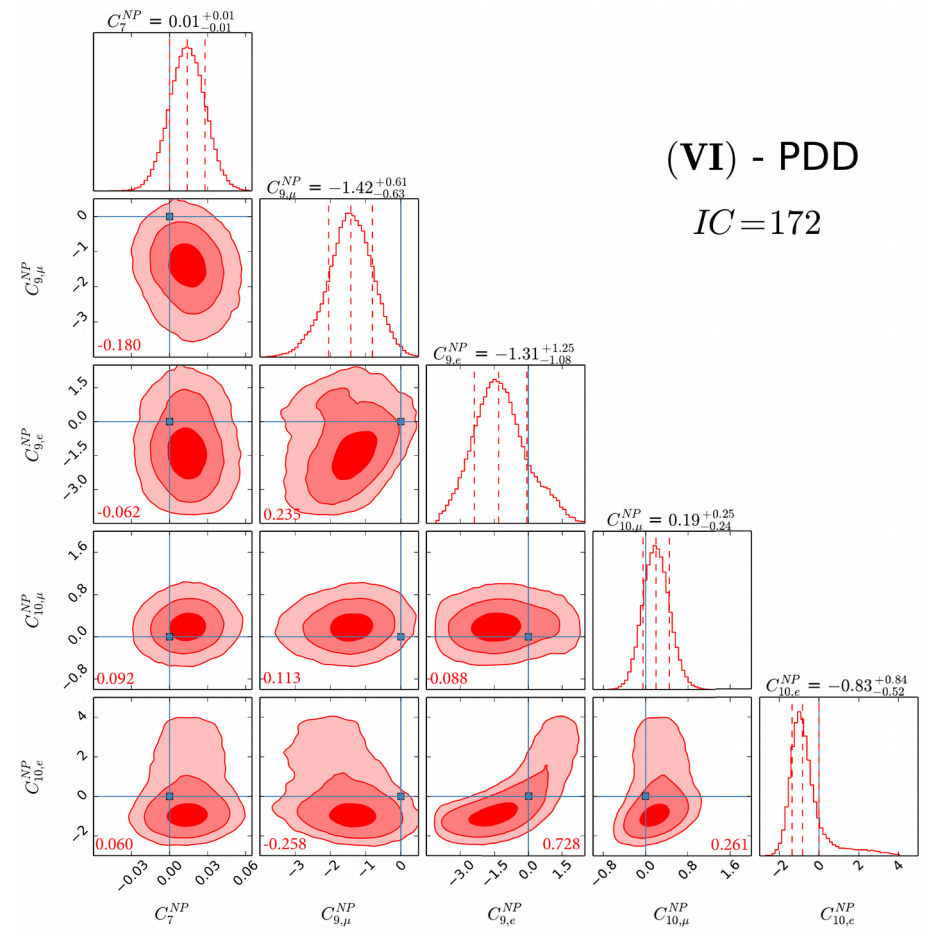 C_7^{NP} = 0.01^{+0.01}_{-0.01}
(VI) - PDD
IC = 172
C_{9,μ}^{NP} = −1.42^{+0.61}_{−0.63}
0
−1
−2
−3
C_{9,μ}^{NP}
-0.180
C_{9,e}^{NP} = −1.31^{+1.25}_{−1.08}
1.5
0.0
−1.5
−3.0
C_{9,e}^{NP}
-0.062
0.235
C_{10,μ}^{NP} = 0.19^{+0.25}_{−0.24}
1.6
0.8
0.0
−0.8
C_{10,μ}^{NP}
0.092
0.113
0.088
C_{10,e}^{NP} = −0.83^{+0.84}_{−0.52}
4
2
0
−2
C_{10,e}^{NP}
0.060
-0.258
0.728
0.261
−0.03 0.00 0.03 0.06
−3 −2 −1 0
−3.0 −1.5 0.0 1.5
−0.8 0.0 0.8 1.6
−2 0 2 4
C_7^{NP} C_{9,μ}^{NP} C_{9,e}^{NP} C_{10,μ}^{NP} C_{10,e}^{NP}